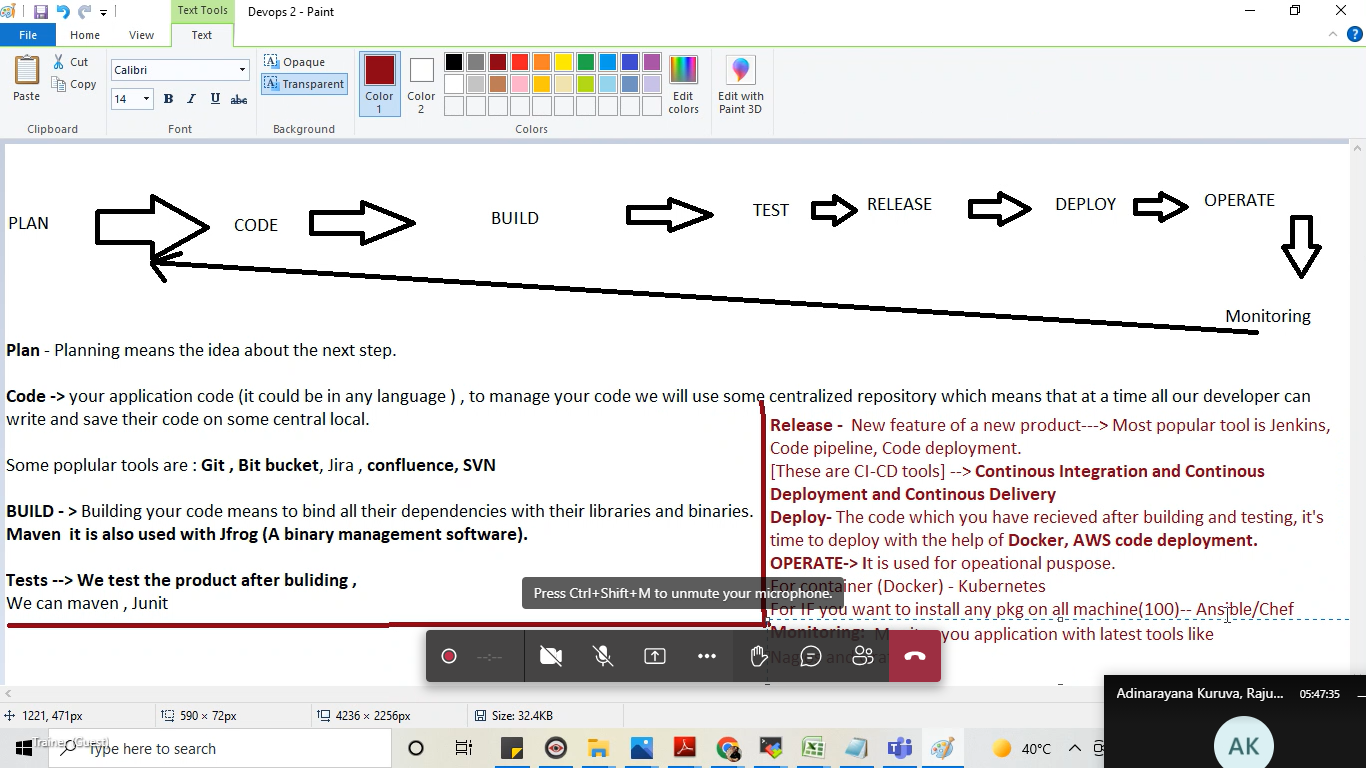 Text Tools
Devops 2 - Paint
File
Home
View
Text
?
Paste
Cut
Copy
Clipboard
Calibri
14
B I U abc
Font
Opaque
Transparent
Background
Color 1
Color 2
Edit colors
Colors
Edit with Paint 3D
PLAN
CODE
BUILD
TEST
RELEASE
DEPLOY
OPERATE
Monitoring
Plan - Planning means the idea about the next step.
Code -> your application code (it could be in any language ) , to manage your code we will use some centralized repository which means that at a time all our developer can
write and save their code on some central local.
Some poplular tools are : Git , Bit bucket, Jira , confluence, SVN
BUILD - > Building your code means to bind all their dependencies with their libraries and binaries.
Maven it is also used with Jfrog (A binary management software).
Tests --> We test the product after buliding ,
We can maven , Junit
Release - New feature of a new product---> Most popular tool is Jenkins,
Code pipeline, Code deployment.
[These are CI-CD tools] --> Continous Integration and Continous
Deployment and Continous Delivery
Deploy- The code which you have recieved after building and testing, it's
time to deploy with the help of Docker, AWS code deployment.
OPERATE-> It is used for opeational puspose.
For container (Docker) - Kubernetes
For IF you want to install any pkg on all machine(100)-- Ansible/Chef
Monitoring: you application with latest tools like
Press Ctrl+Shift+M to unmute your microphone.
--:--
Adinarayana Kuruva, Raju...
05:47:35
AK
1221, 471px
590 × 72px
4236 × 2256px
Size: 32.4KB
Trainer (Guest)
Type here to search
40°C